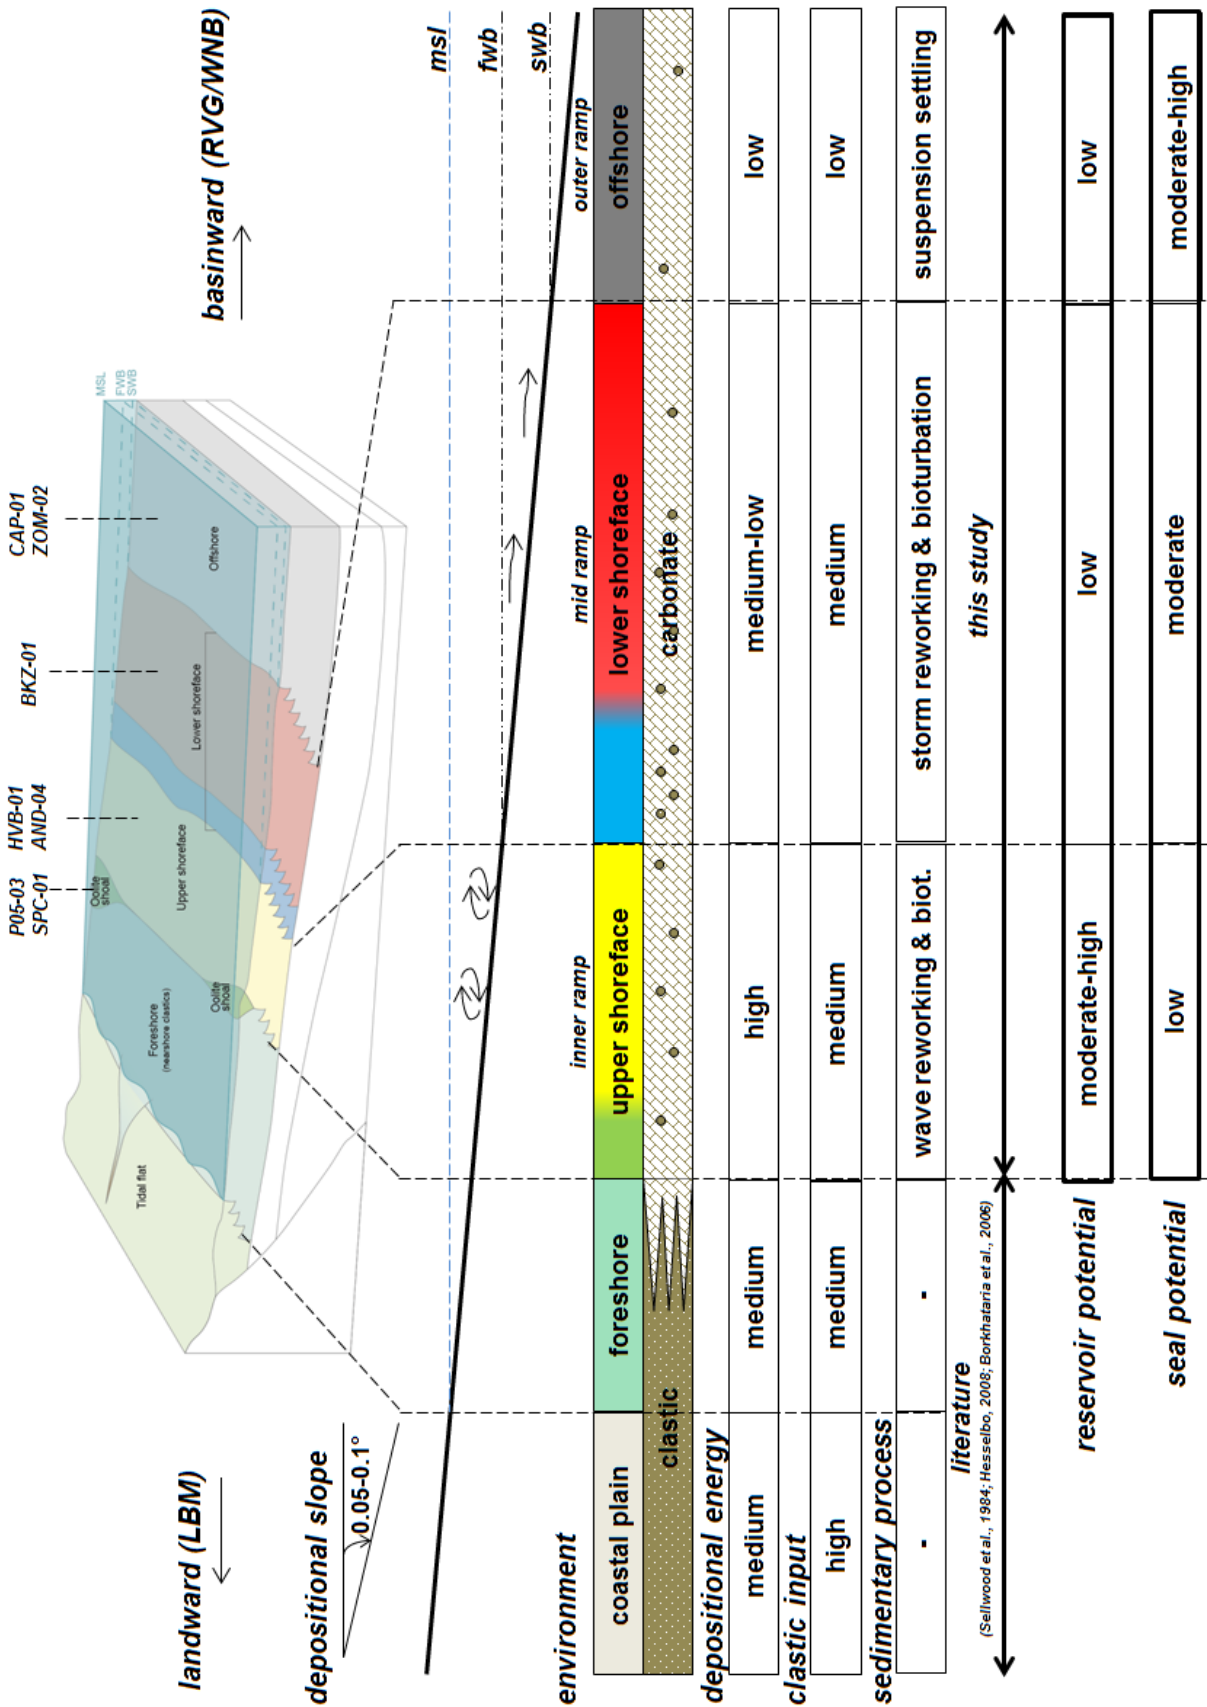 P05-03
SPC-01
HVB-01
AND-04
BKZ-01
CAP-01
ZOM-02
landward (LBM)
basinward (RVG/WNB)
Tidal flat
Foreshore
(nearshore clastics)
Oolite
shoal
Oolite
shoal
Upper shoreface
Lower shoreface
Offshore
MSL
FWB
SWB
depositional slope
0.05-0.1°
msl
fwb
swb
environment
inner ramp
mid ramp
outer ramp
coastal plain
foreshore
upper shoreface
lower shoreface
offshore
clastic
carbonate
depositional energy
medium
medium
high
medium-low
low
clastic input
high
medium
medium
medium
low
sedimentary process
-
-
wave reworking & biot.
storm reworking & bioturbation
suspension settling
literature
(Sellwood et al., 1984; Hesselbo, 2008; Borkhataria et al., 2006)
this study
reservoir potential
moderate-high
low
low
seal potential
low
moderate
moderate-high